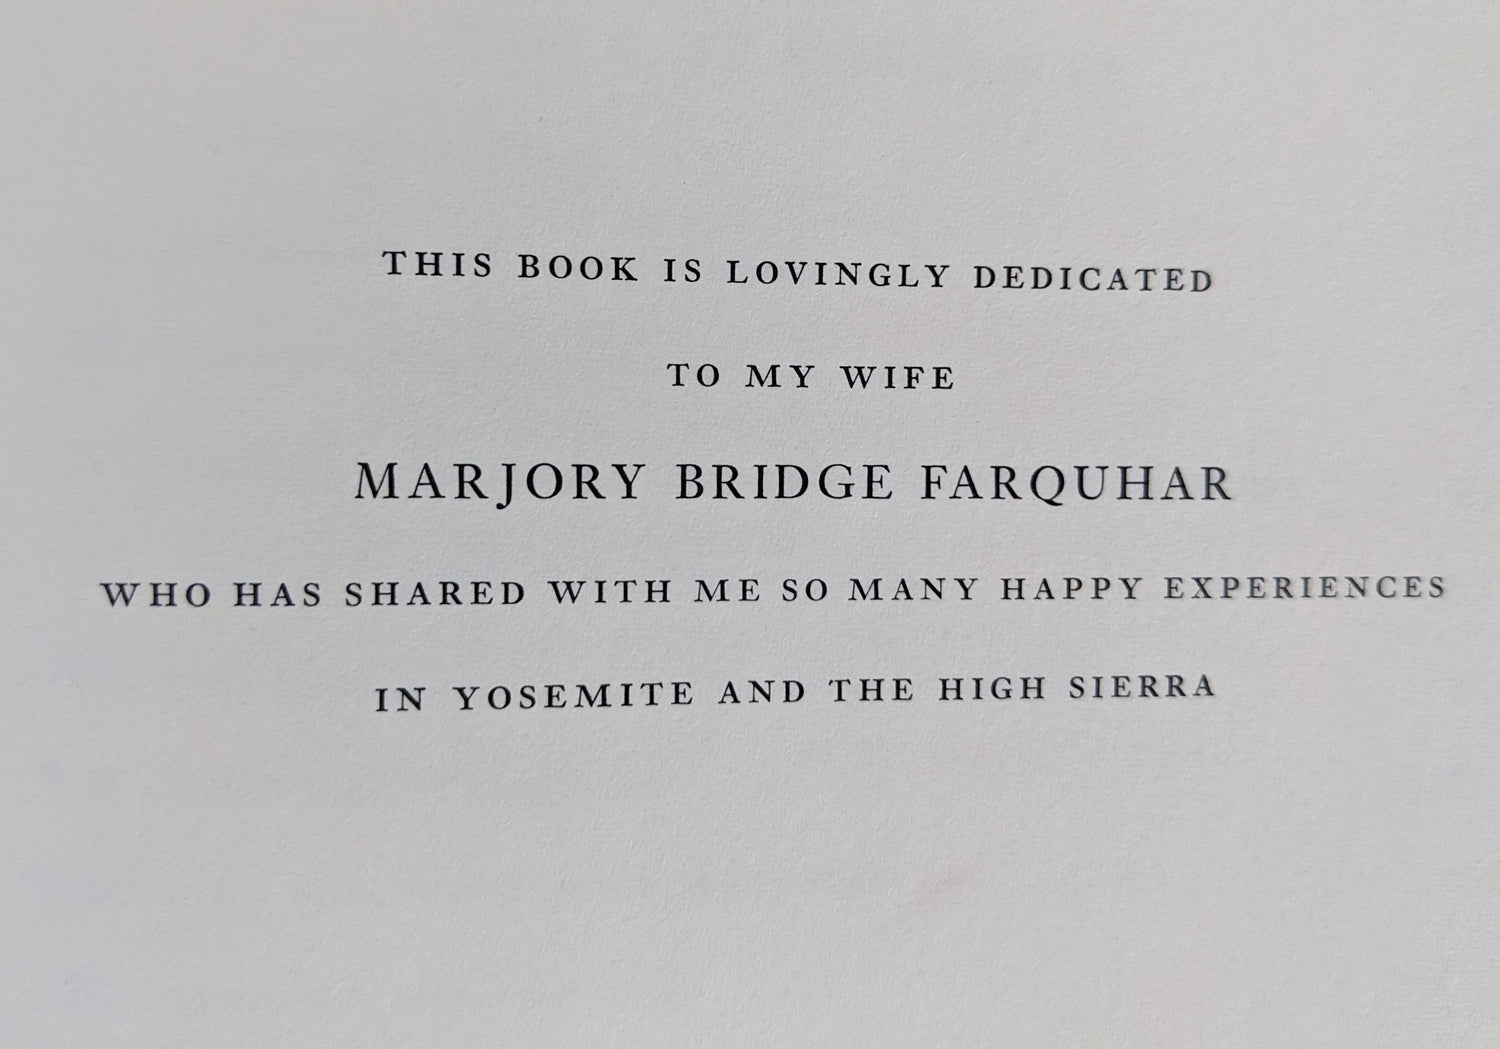 THIS BOOK IS LOVINGLY DEDICATED
TO MY WIFE
MARJORY BRIDGE FARQUHAR
WHO HAS SHARED WITH ME SO MANY HAPPY EXPERIENCES
IN YOSEMITE AND THE HIGH SIERRA